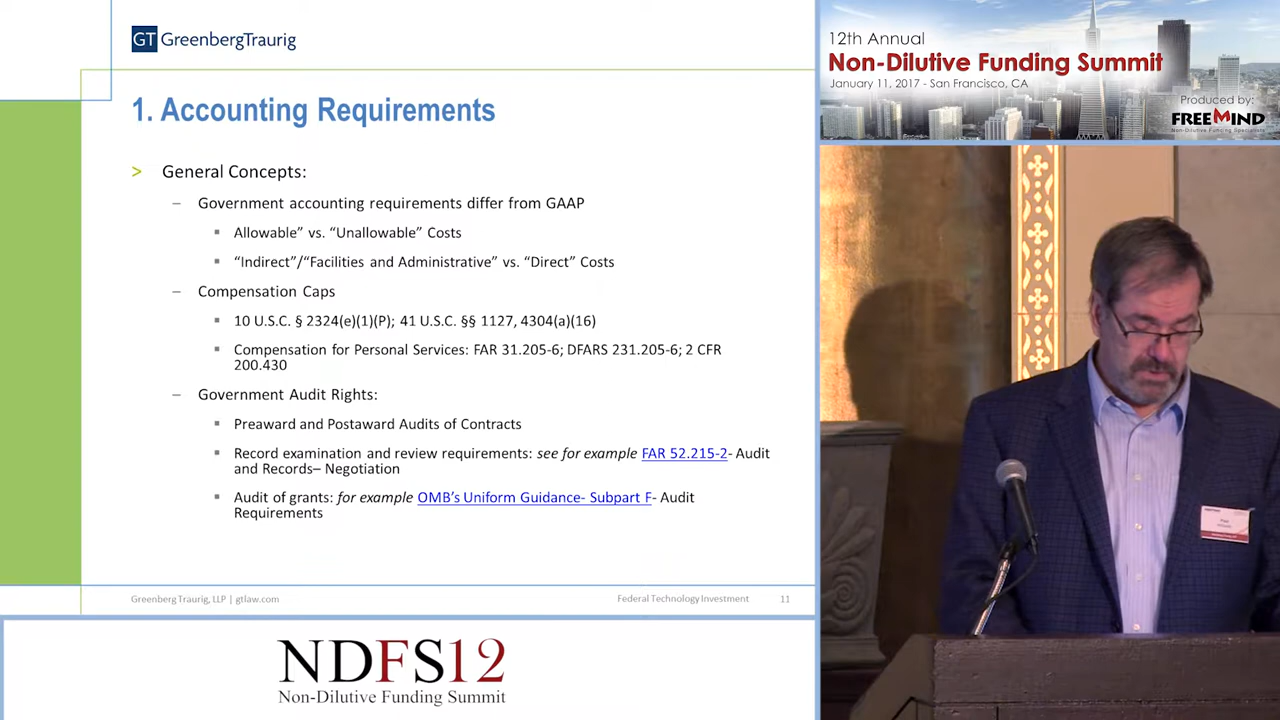 GT GreenbergTraurig
1. Accounting Requirements
> General Concepts:
– Government accounting requirements differ from GAAP
▪ Allowable” vs. “Unallowable” Costs
▪ “Indirect”/“Facilities and Administrative” vs. “Direct” Costs
– Compensation Caps
▪ 10 U.S.C. § 2324(e)(1)(P); 41 U.S.C. §§ 1127, 4304(a)(16)
▪ Compensation for Personal Services: FAR 31.205-6; DFARS 231.205-6; 2 CFR
200.430
– Government Audit Rights:
▪ Preaward and Postaward Audits of Contracts
▪ Record examination and review requirements: see for example FAR 52.215-2- Audit
and Records– Negotiation
▪ Audit of grants: for example OMB’s Uniform Guidance- Subpart F- Audit
Requirements
Greenberg Traurig, LLP | gtlaw.com
Federal Technology Investment 11
12th Annual
Non-Dilutive Funding Summit
January 11, 2017 - San Francisco, CA
Produced by:
FREEMIND
Non-Dilutive Funding Specialists
NDFS12
Non-Dilutive Funding Summit